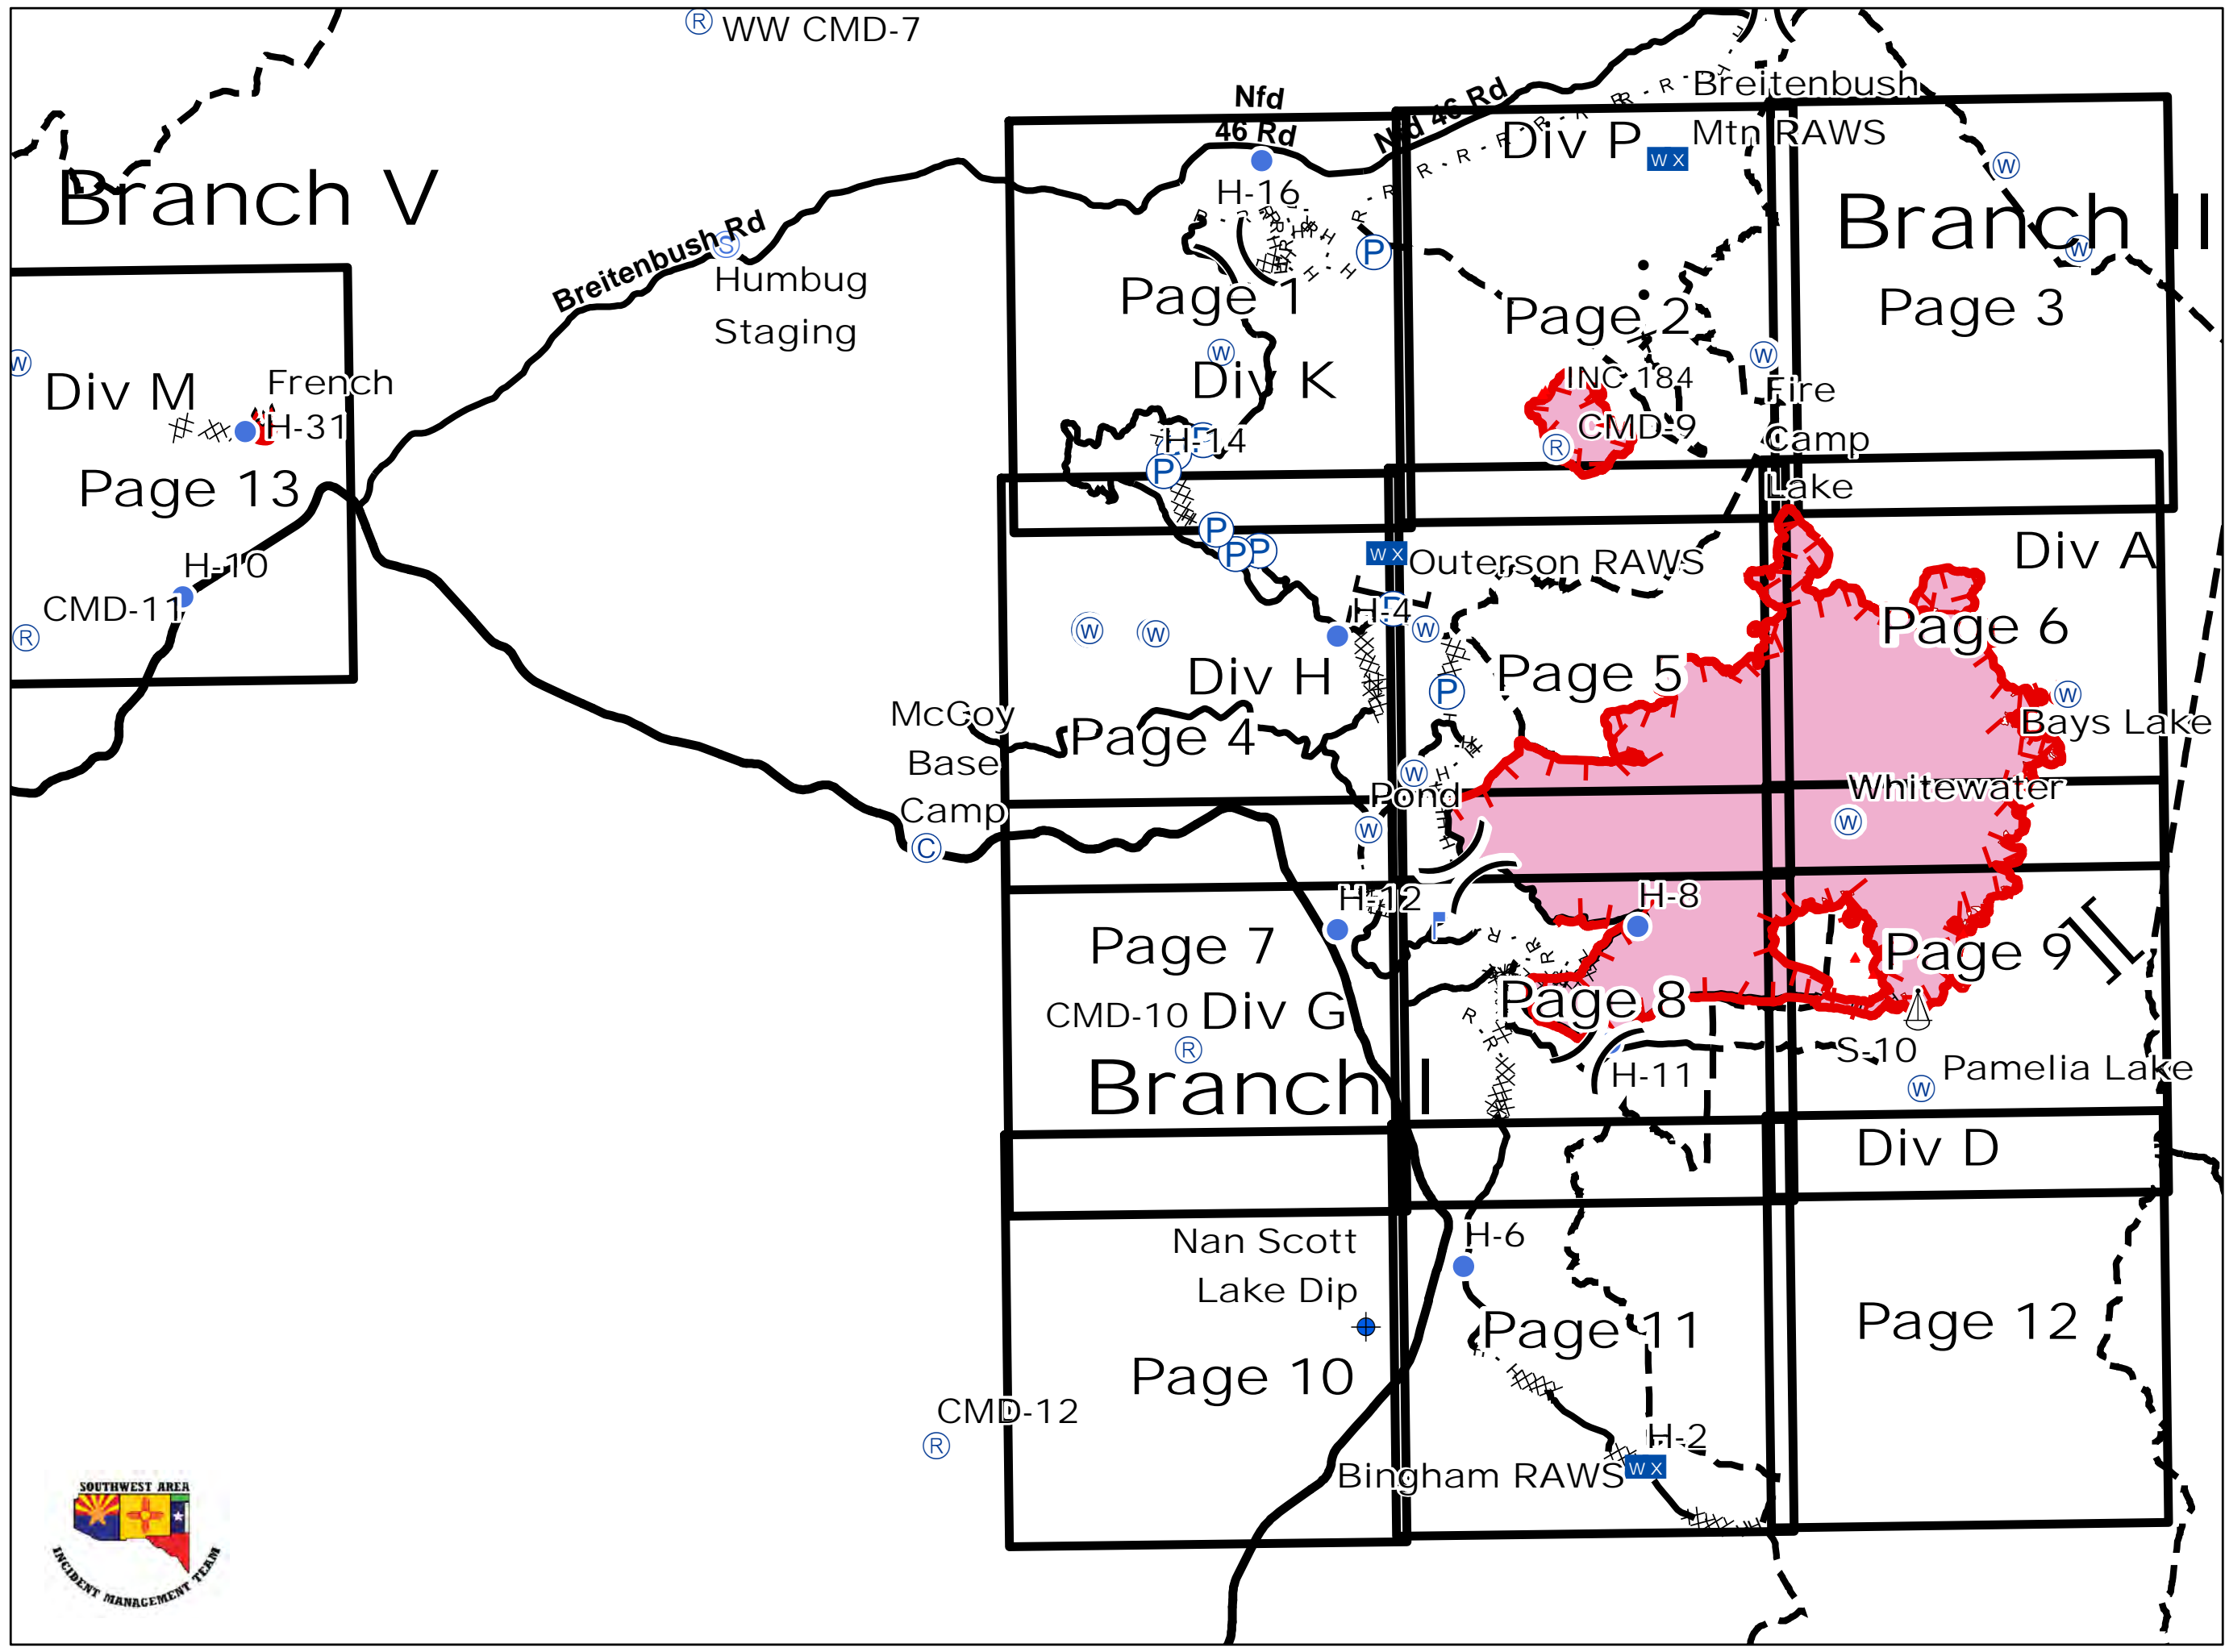 WW CMD-7
Breitenbush
Mtn RAWS
Nfd
46 Rd
Nfd 46 Rd
Div P
Branch V
H-16
Branch II
Breitenbush Rd
Humbug
Staging
Page 1
Page 2
Page 3
Div K
Div M
French
H-31
INC 184
CMD-9
Fire
Camp
Lake
H-14
Page 13
H-10
CMD-11
Outerson RAWS
Div A
H-4
Page 6
Div H
Page 5
McCoy
Base
Camp
Page 4
Bays Lake
Pond
Whitewater
H-12
H-8
Page 7
Page 9
CMD-10
Div G
Page 8
Branch I
H-11
S-10
Pamelia Lake
Div D
Nan Scott
Lake Dip
H-6
Page 10
Page 11
Page 12
CMD-12
H-2
Bingham RAWS
WX
WX
WX
SOUTHWEST AREA
INCIDENT MANAGEMENT TEAM